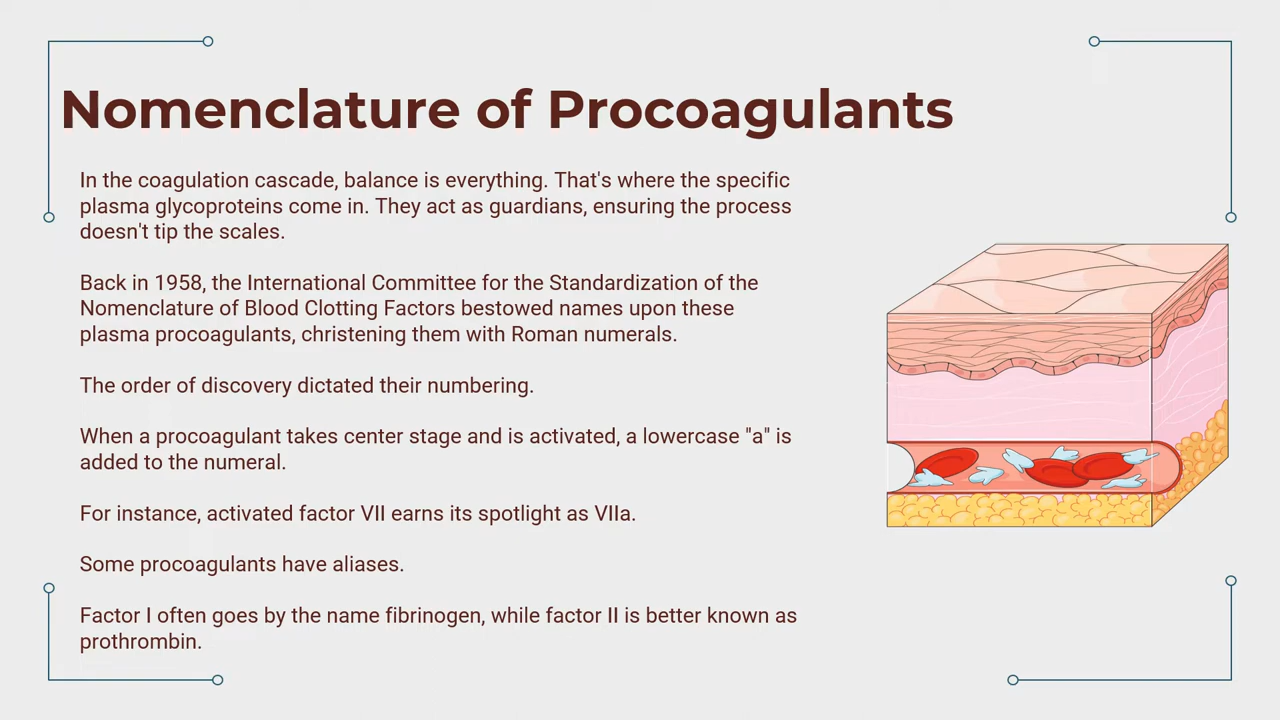 Nomenclature of Procoagulants
In the coagulation cascade, balance is everything. That's where the specific
plasma glycoproteins come in. They act as guardians, ensuring the process
doesn't tip the scales.
Back in 1958, the International Committee for the Standardization of the
Nomenclature of Blood Clotting Factors bestowed names upon these
plasma procoagulants, christening them with Roman numerals.
The order of discovery dictated their numbering.
When a procoagulant takes center stage and is activated, a lowercase "a" is
added to the numeral.
For instance, activated factor VII earns its spotlight as VIIa.
Some procoagulants have aliases.
Factor I often goes by the name fibrinogen, while factor II is better known as
prothrombin.